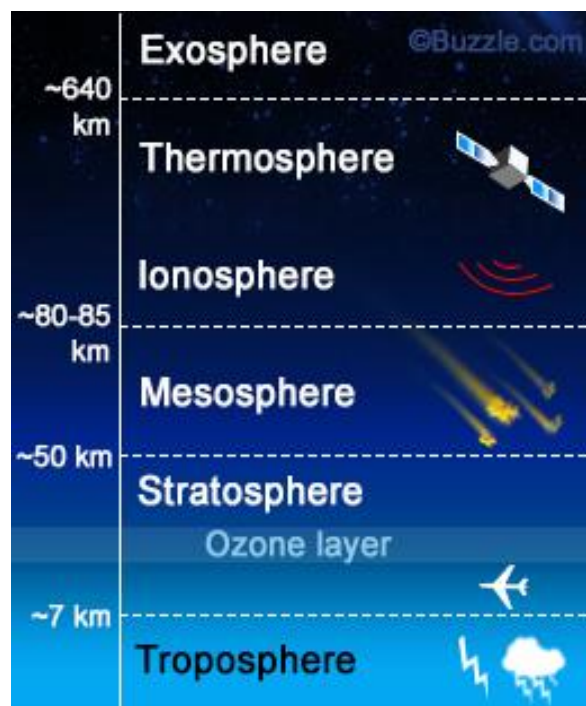 Exosphere
©Buzzle.com
~640
km
Thermosphere
Ionosphere
~80-85
km
Mesosphere
~50 km
Stratosphere
Ozone layer
~7 km
Troposphere